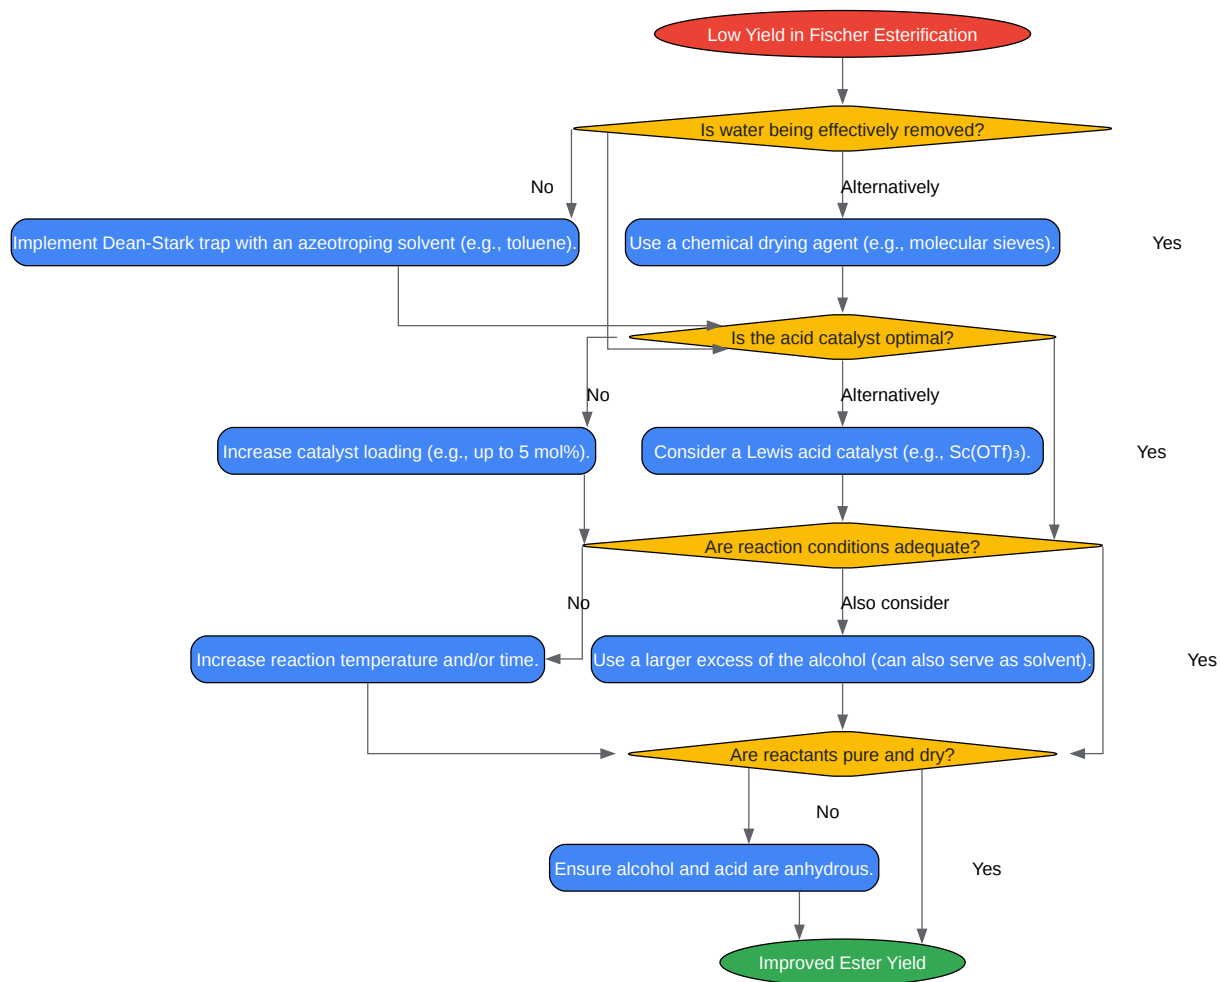 Low Yield in Fischer Esterification
Is water being effectively removed?
No
Alternatively
Implement Dean-Stark trap with an azeotroping solvent (e.g., toluene).
Use a chemical drying agent (e.g., molecular sieves).
Yes
Is the acid catalyst optimal?
No
Alternatively
Increase catalyst loading (e.g., up to 5 mol%).
Consider a Lewis acid catalyst (e.g., Sc(OTf)₃).
Yes
Are reaction conditions adequate?
No
Also consider
Increase reaction temperature and/or time.
Use a larger excess of the alcohol (can also serve as solvent).
Yes
Are reactants pure and dry?
No
Ensure alcohol and acid are anhydrous.
Yes
Improved Ester Yield